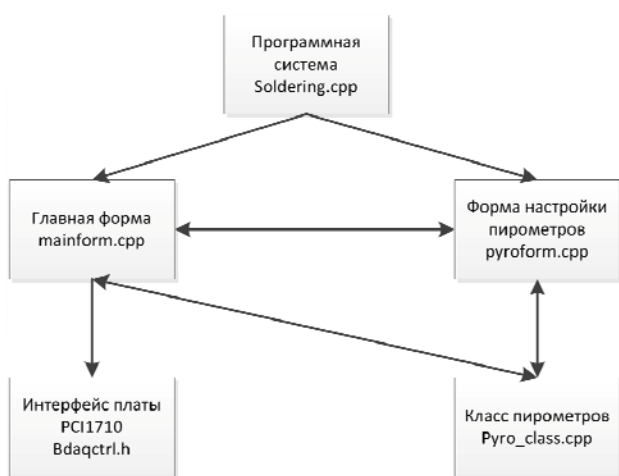 Программная
система
Soldering.cpp
Главная форма
mainform.cpp
Форма настройки
пирометров
pyroform.cpp
Интерфейс платы
PCI1710
Bdaqctrl.h
Класс пирометров
Pyro_class.cpp